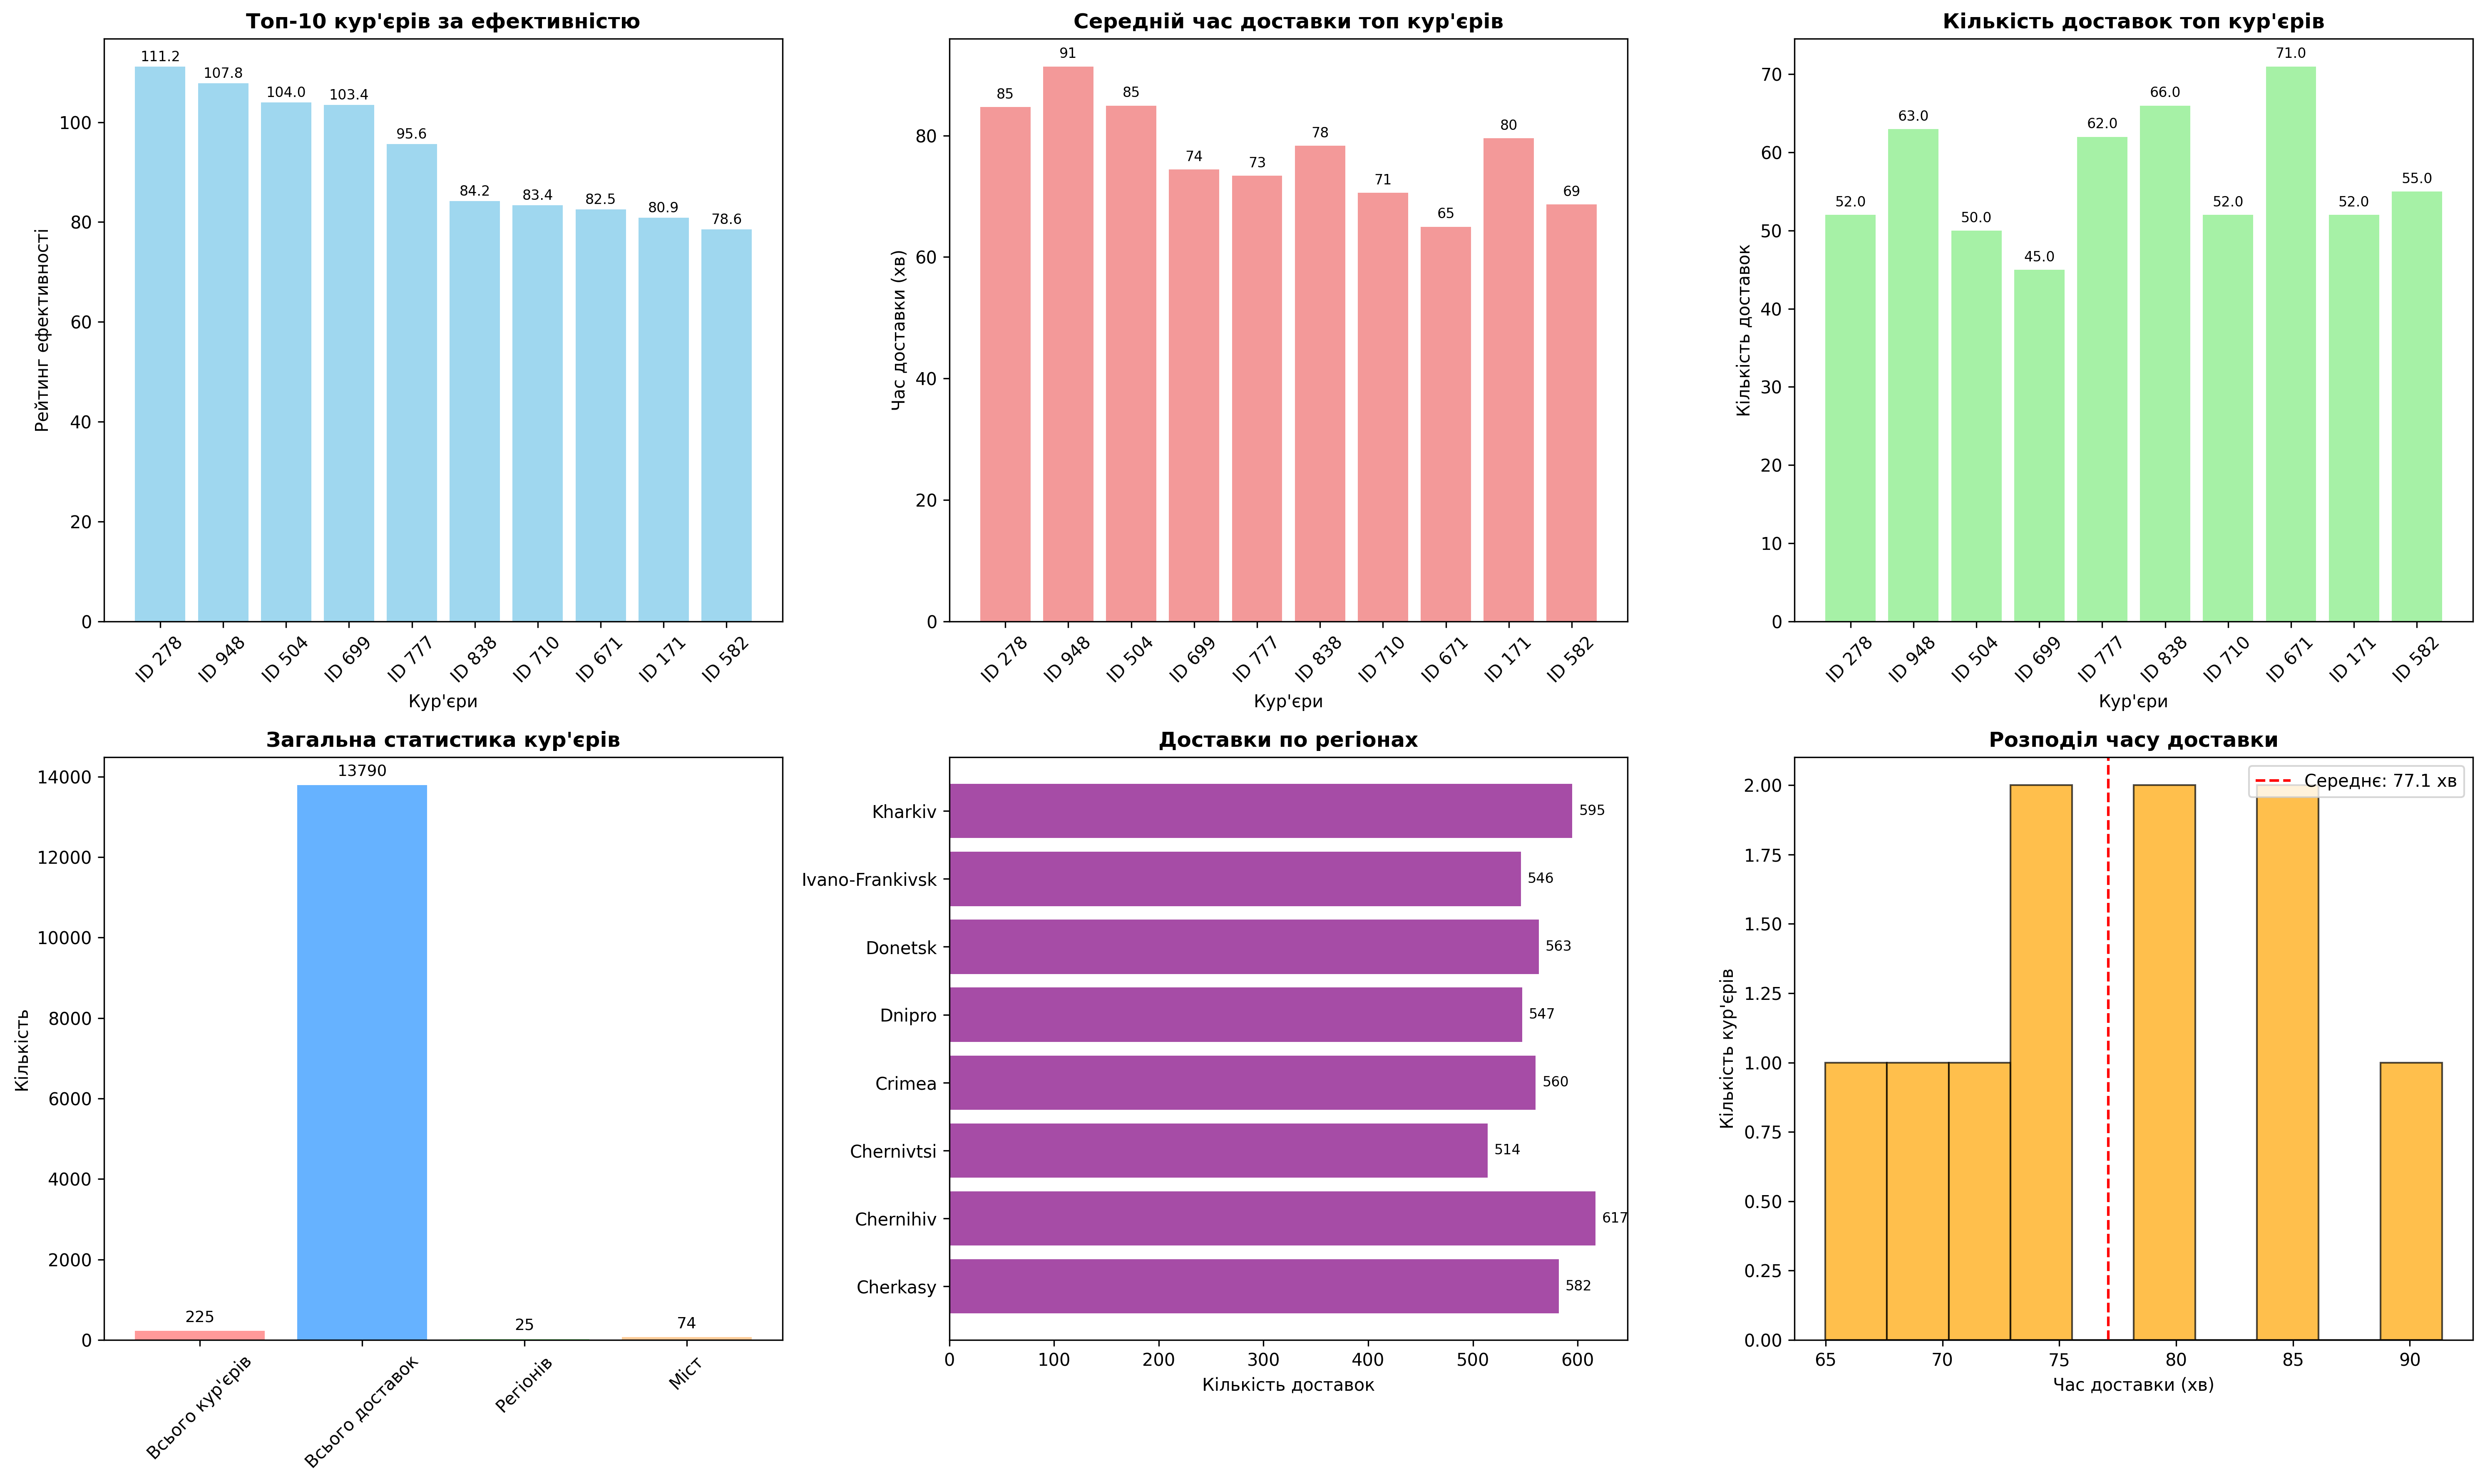 Топ-10 кур'єрів за ефективністю
Рейтинг ефективності
100
80
60
40
20
0
111.2
107.8
104.0
103.4
95.6
84.2
83.4
82.5
80.9
78.6
ID 278
ID 948
ID 504
ID 699
ID 777
ID 838
ID 710
ID 671
ID 171
ID 582
Кур'єри
Середній час доставки топ кур'єрів
Час доставки (хв)
80
60
40
20
0
85
91
85
74
73
78
71
65
80
69
ID 278
ID 948
ID 504
ID 699
ID 777
ID 838
ID 710
ID 671
ID 171
ID 582
Кур'єри
Кількість доставок топ кур'єрів
Кількість доставок
70
60
50
40
30
20
10
0
52.0
63.0
50.0
45.0
62.0
66.0
52.0
71.0
52.0
55.0
ID 278
ID 948
ID 504
ID 699
ID 777
ID 838
ID 710
ID 671
ID 171
ID 582
Кур'єри
Загальна статистика кур'єрів
Кількість
14000
12000
10000
8000
6000
4000
2000
0
225
13790
25
74
Всього кур'єрів
Всього доставок
Регіонів
Міст
Доставки по регіонах
Kharkiv
595
Ivano-Frankivsk
546
Donetsk
563
Dnipro
547
Crimea
560
Chernivtsi
514
Chernihiv
617
Cherkasy
582
0
100
200
300
400
500
600
Кількість доставок
Розподіл часу доставки
Середнє: 77.1 хв
Кількість кур'єрів
2.00
1.75
1.50
1.25
1.00
0.75
0.50
0.25
0.00
65
70
75
80
85
90
Час доставки (хв)